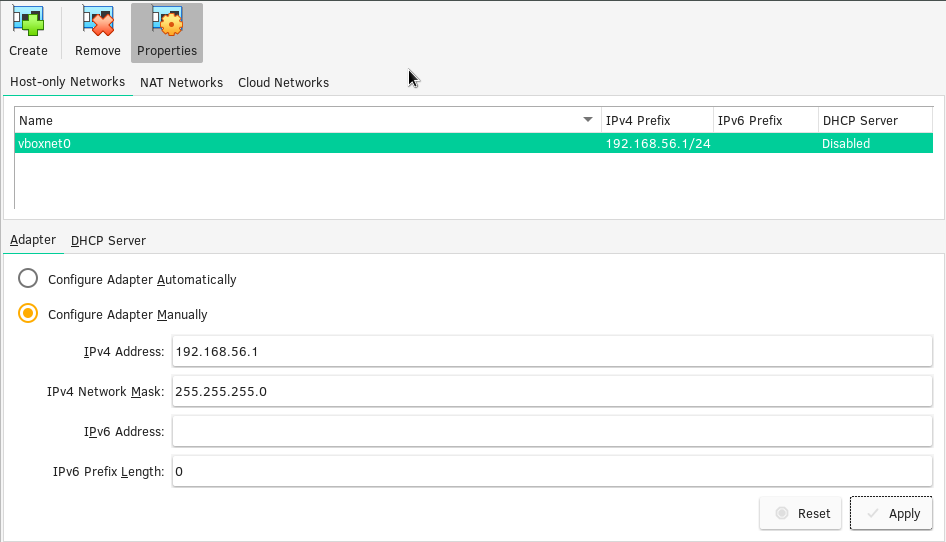 Create Remove Properties
Host-only Networks NAT Networks Cloud Networks
Name IPv4 Prefix IPv6 Prefix DHCP Server
vboxnet0 192.168.56.1/24 Disabled
Adapter DHCP Server
Configure Adapter Automatically
Configure Adapter Manually
IPv4 Address: 192.168.56.1
IPv4 Network Mask: 255.255.255.0
IPv6 Address:
IPv6 Prefix Length: 0
Reset Apply